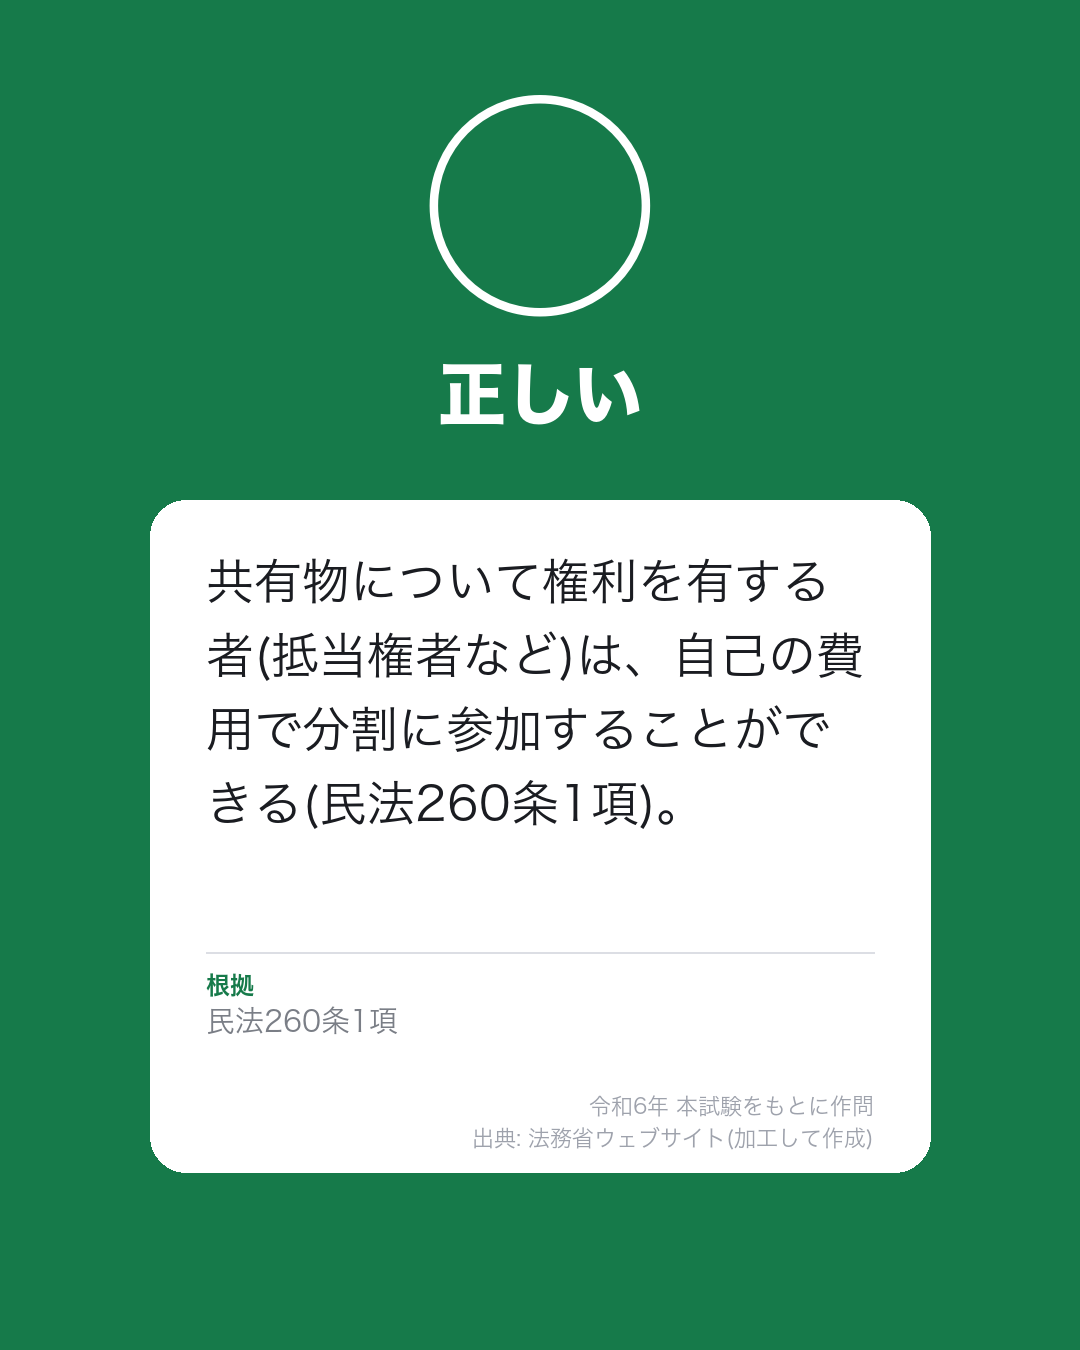 正しい
共有物について権利を有する
者(抵当権者など)は、自己の費
用で分割に参加することがで
きる(民法260条1項)。
根拠
民法260条1項
令和6年 本試験をもとに作問
出典: 法務省ウェブサイト(加工して作成)